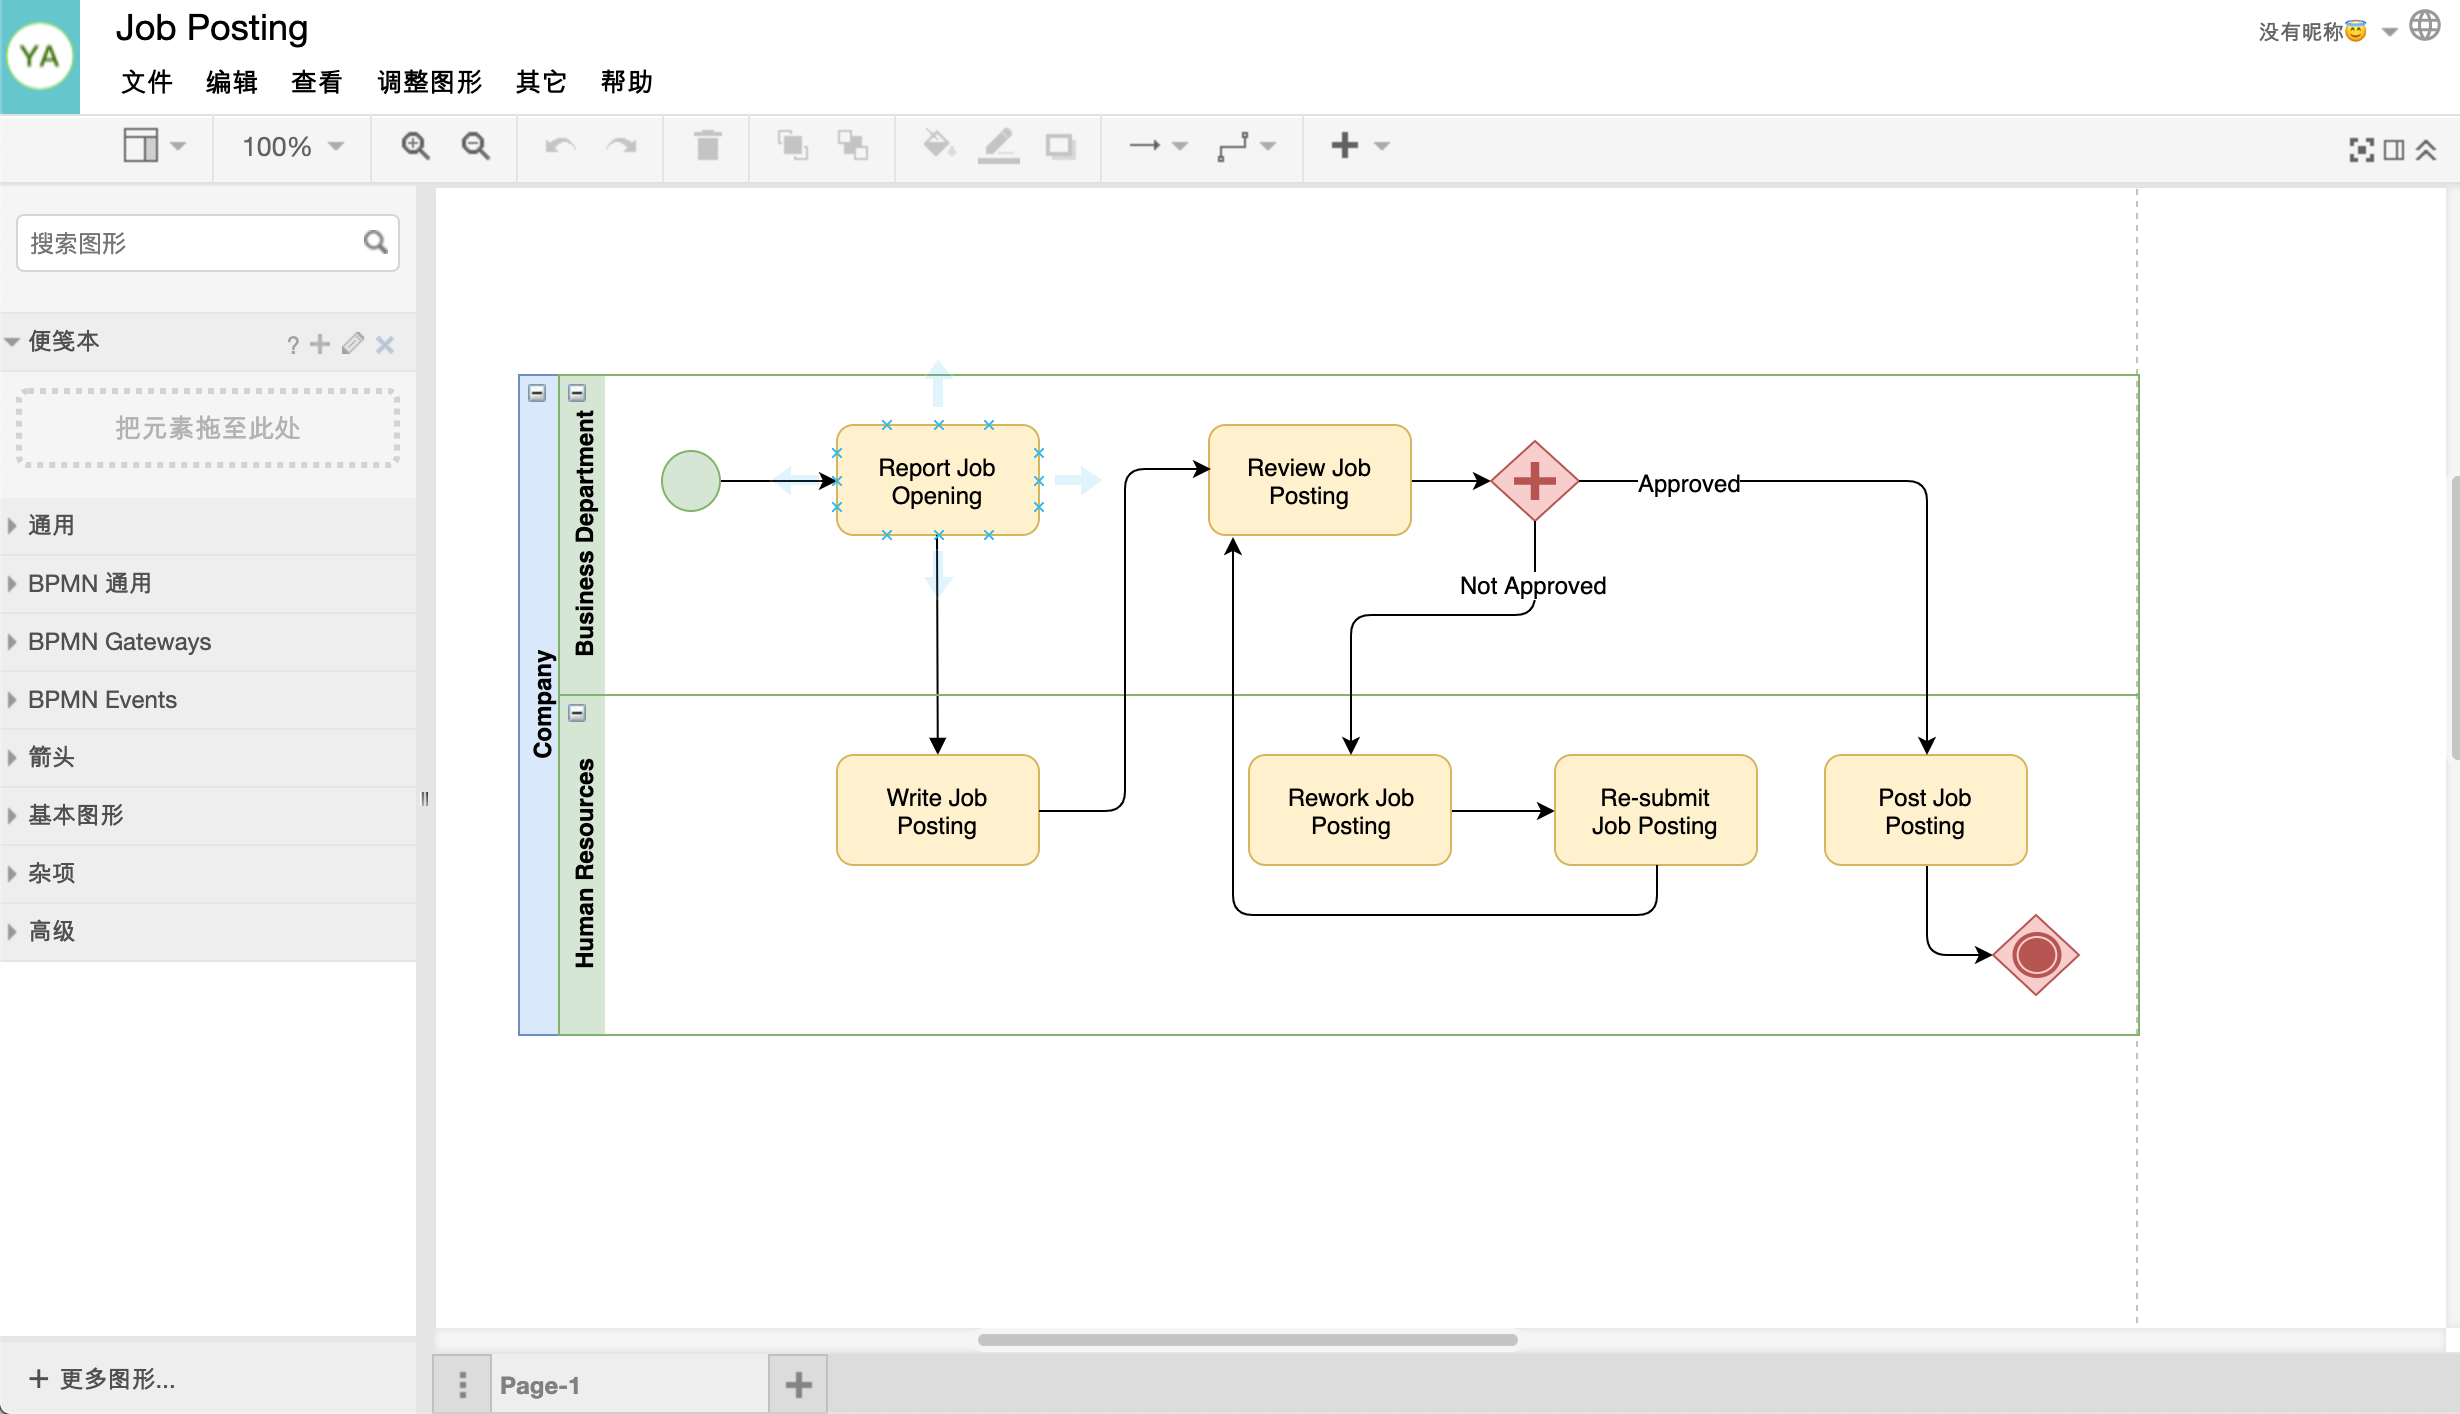 YA
Job Posting
没有昵称😇
文件 编辑 查看 调整图形 其它 帮助
100%
搜索图形
便笺本 ?
把元素拖至此处
通用
BPMN 通用
BPMN Gateways
BPMN Events
箭头
基本图形
杂项
高级
更多图形...
Company
Business Department
Report Job
Opening
Review Job
Posting
Approved
Not Approved
Human Resources
Write Job
Posting
Rework Job
Posting
Re-submit
Job Posting
Post Job
Posting
Page-1